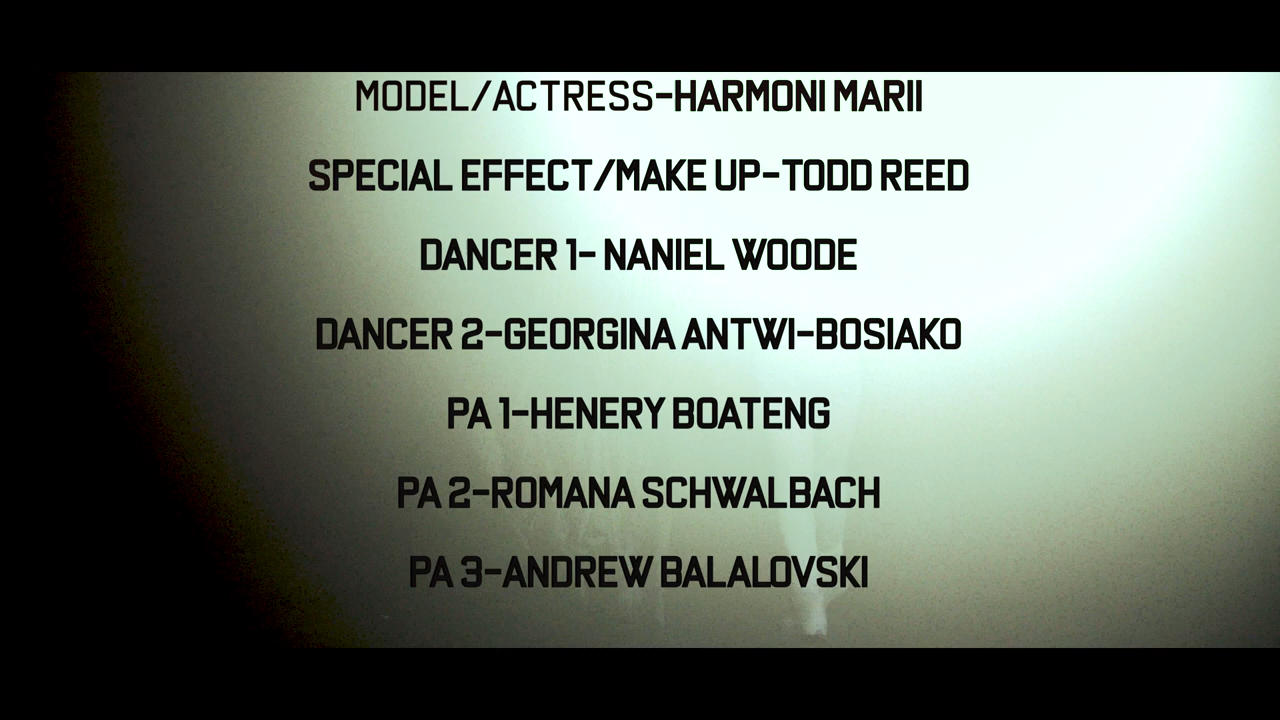 MODEL/ACTRESS-HARMONI MARII
SPECIAL EFFECT/MAKE UP-TODD REED
DANCER 1- NANIEL WOODE
DANCER 2-GEORGINA ANTWI-BOSIAKO
PA 1-HENERY BOATENG
PA 2-ROMANA SCHWALBACH
PA 3-ANDREW BALALOVSKI